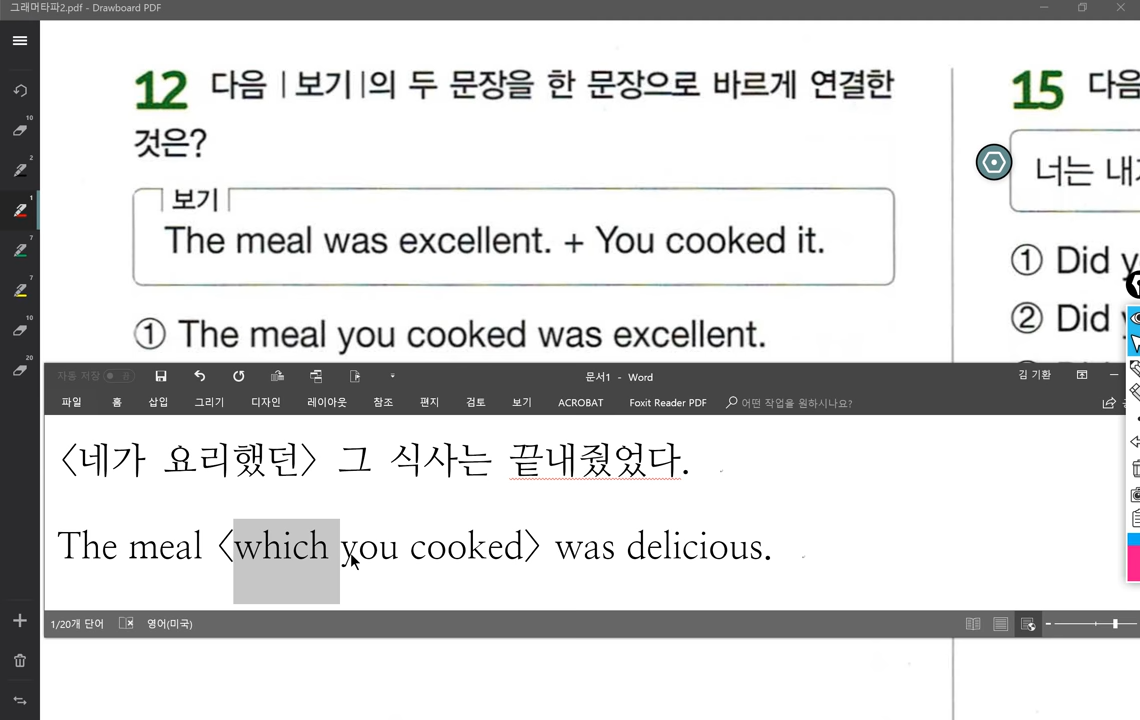 그래머타파2.pdf - Drawboard PDF
12 다음 |보기|의 두 문장을 한 문장으로 바르게 연결한
것은?
보기
The meal was excellent. + You cooked it.
① The meal you cooked was excellent.
15 다음
너는 내
① Did y
② Did
10
2
1
7
7
10
20
자동 저장
문서1 - Word
김 기환
파일 홈 삽입 그리기 디자인 레이아웃 참조 편지 검토 보기 ACROBAT Foxit Reader PDF 어떤 작업을 원하시나요?
〈네가 요리했던〉 그 식사는 끝내줬었다.
The meal 〈which you cooked〉 was delicious.
1/20개 단어 영어(미국)